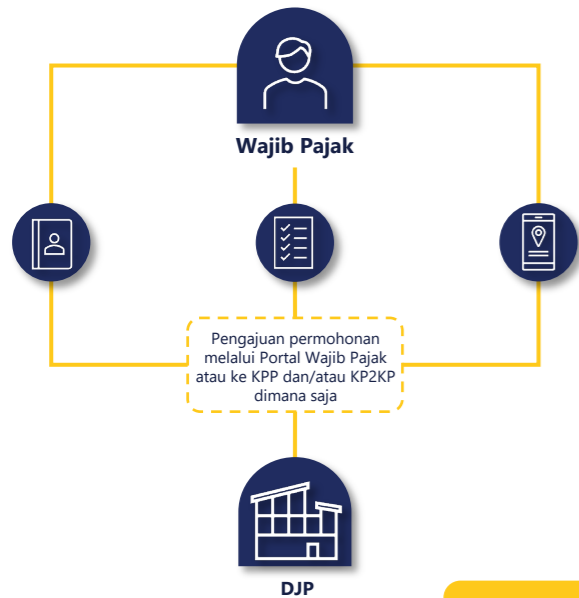 Wajib Pajak
Pengajuan permohonan
melalui Portal Wajib Pajak
atau ke KPP dan/atau KP2KP
dimana saja
DJP